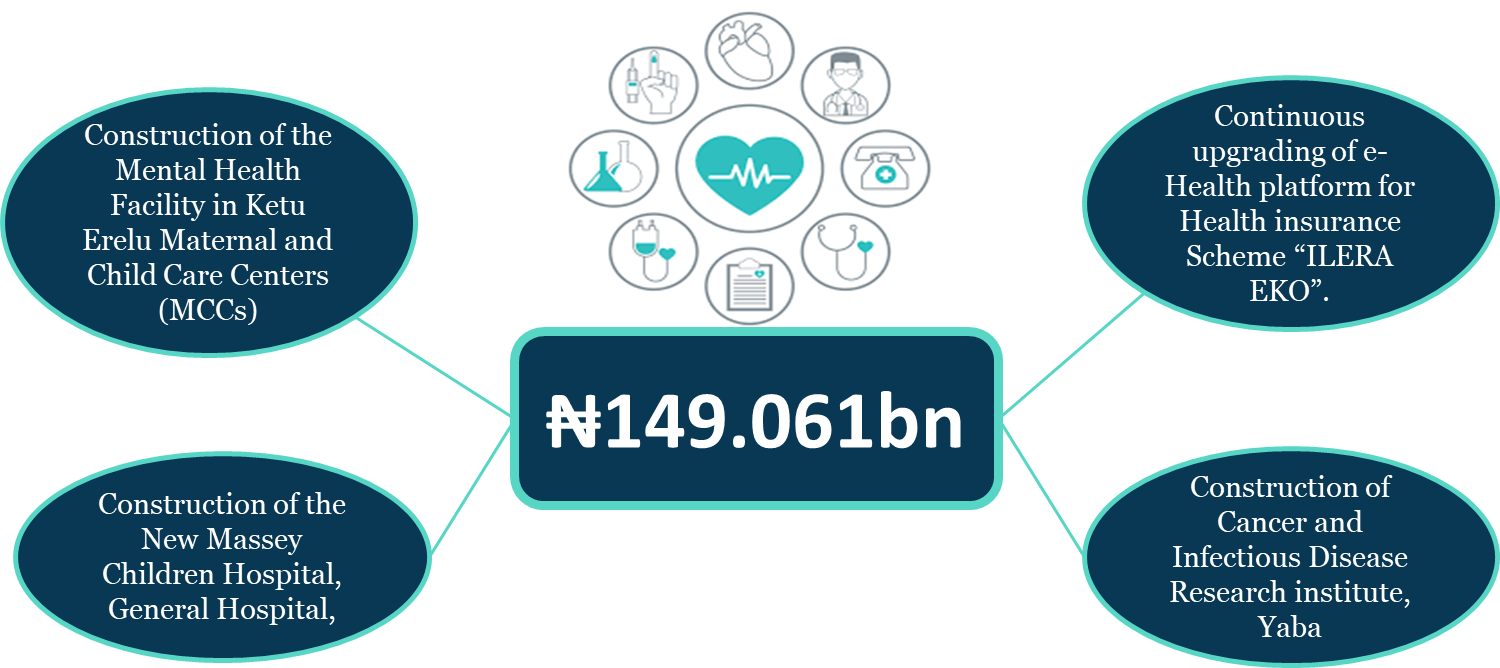 Construction of the
Mental Health
Facility in Ketu
Erelu Maternal and
Child Care Centers
(MCCs)
Continuous
upgrading of e-
Health platform for
Health insurance
Scheme “ILERA
EKO”.
₦149.061bn
Construction of the
New Massey
Children Hospital,
General Hospital,
Construction of
Cancer and
Infectious Disease
Research institute,
Yaba